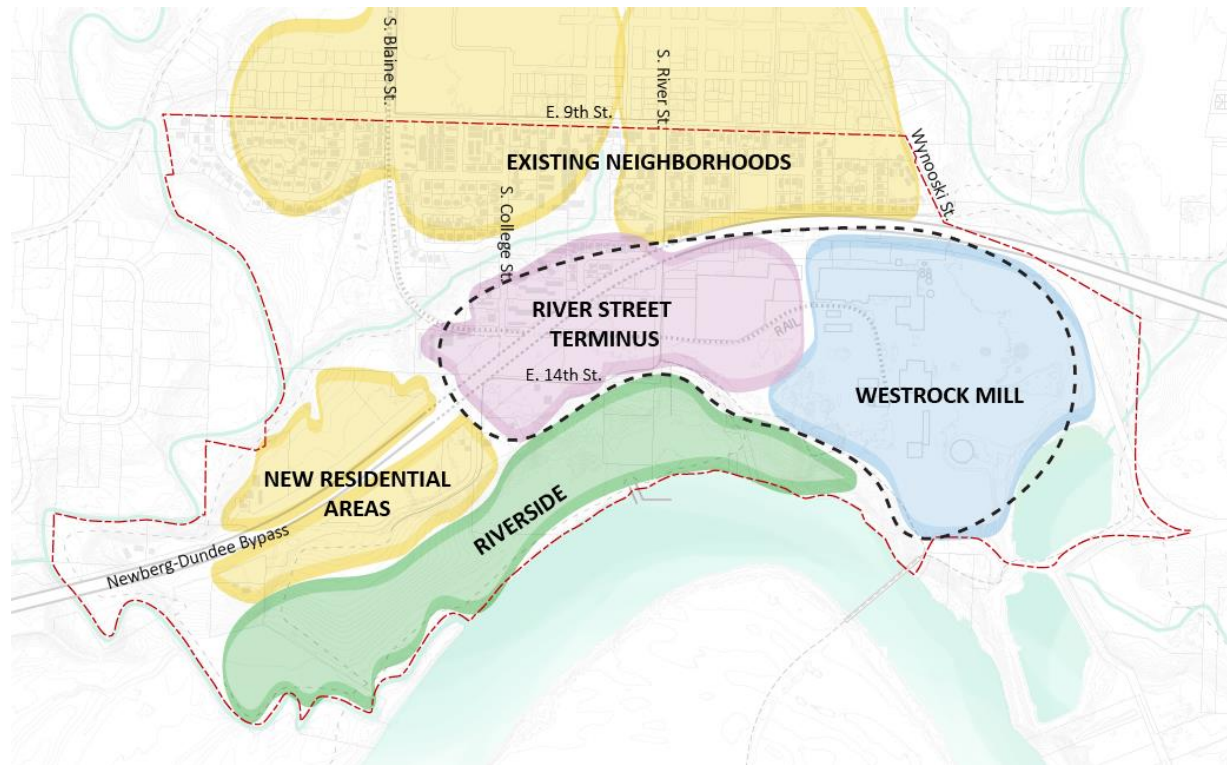 S. Blaine St.
S. River St.
E. 9th St.
Wynooski St.
EXISTING NEIGHBORHOODS
S. College St.
RIVER STREET
TERMINUS
RAIL
E. 14th St.
WESTROCK MILL
NEW RESIDENTIAL
AREAS
RIVERSIDE
Newberg-Dundee Bypass